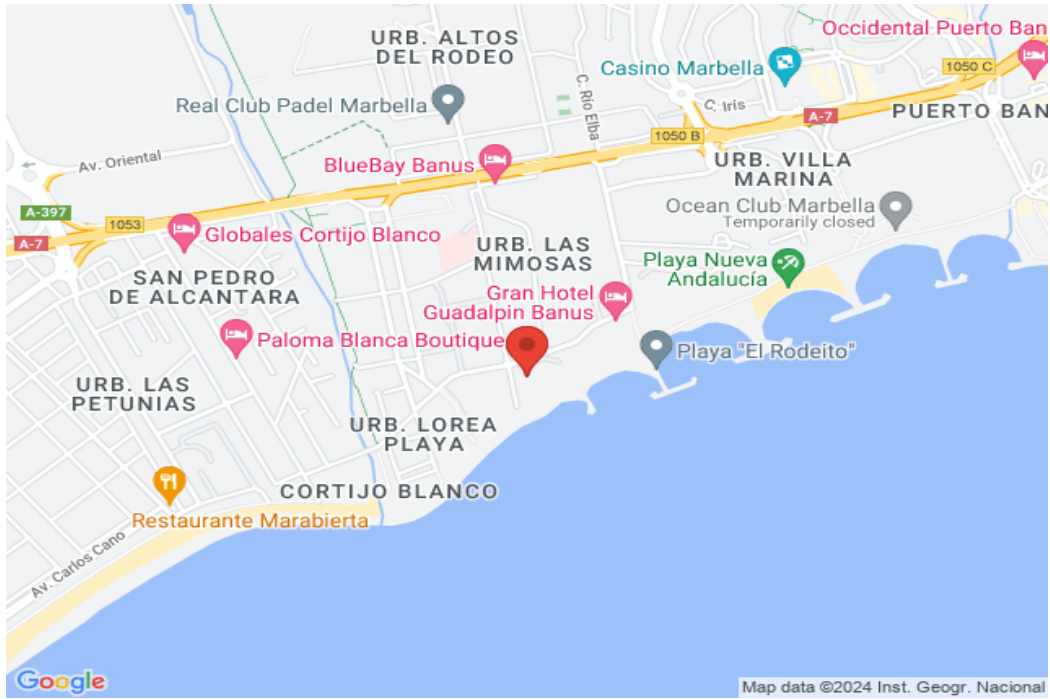 URB. ALTOS
DEL RODEO
Occidental Puerto Ban
Casino Marbella
1050 C
Real Club Padel Marbella
C. Iris
C. Río Elba
A-7
PUERTO BAN
1050 B
Av. Oriental
BlueBay Banus
URB. VILLA
MARINA
A-397
1053
Ocean Club Marbella
Temporarily closed
A-7
Globales Cortijo Blanco
URB. LAS
MIMOSAS
Playa Nueva
Andalucía
SAN PEDRO
DE ALCANTARA
Gran Hotel
Guadalpin Banus
Paloma Blanca Boutique
Playa "El Rodeito"
URB. LAS
PETUNIAS
URB. LOREA
PLAYA
CORTIJO BLANCO
Restaurante Marabierta
Av. Carlos Cano
Google
Map data ©2024 Inst. Geogr. Nacional